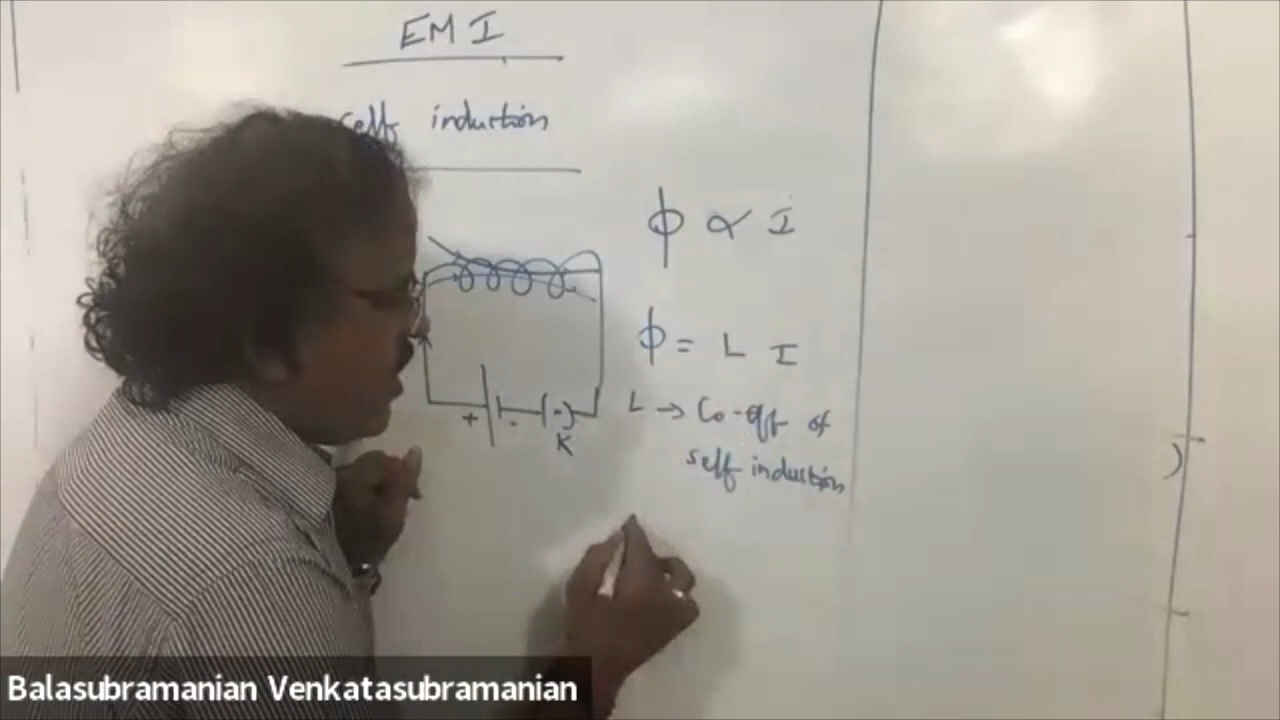 EMI
self induction
ϕ ∝ I
ϕ = L I
+ - (·)
K
L → Co-eff of
self induction
)
Balasubramanian Venkatasubramanian